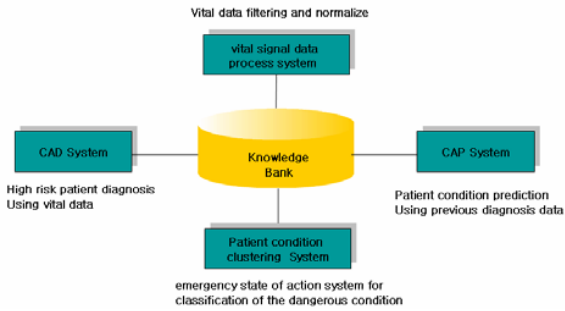 Vital data filtering and normalize
vital signal data
process system
CAD System
Knowledge
Bank
CAP System
High risk patient diagnosis
Using vital data
Patient condition prediction
Using previous diagnosis data
Patient condition
clustering System
emergency state of action system for
classification of the dangerous condition